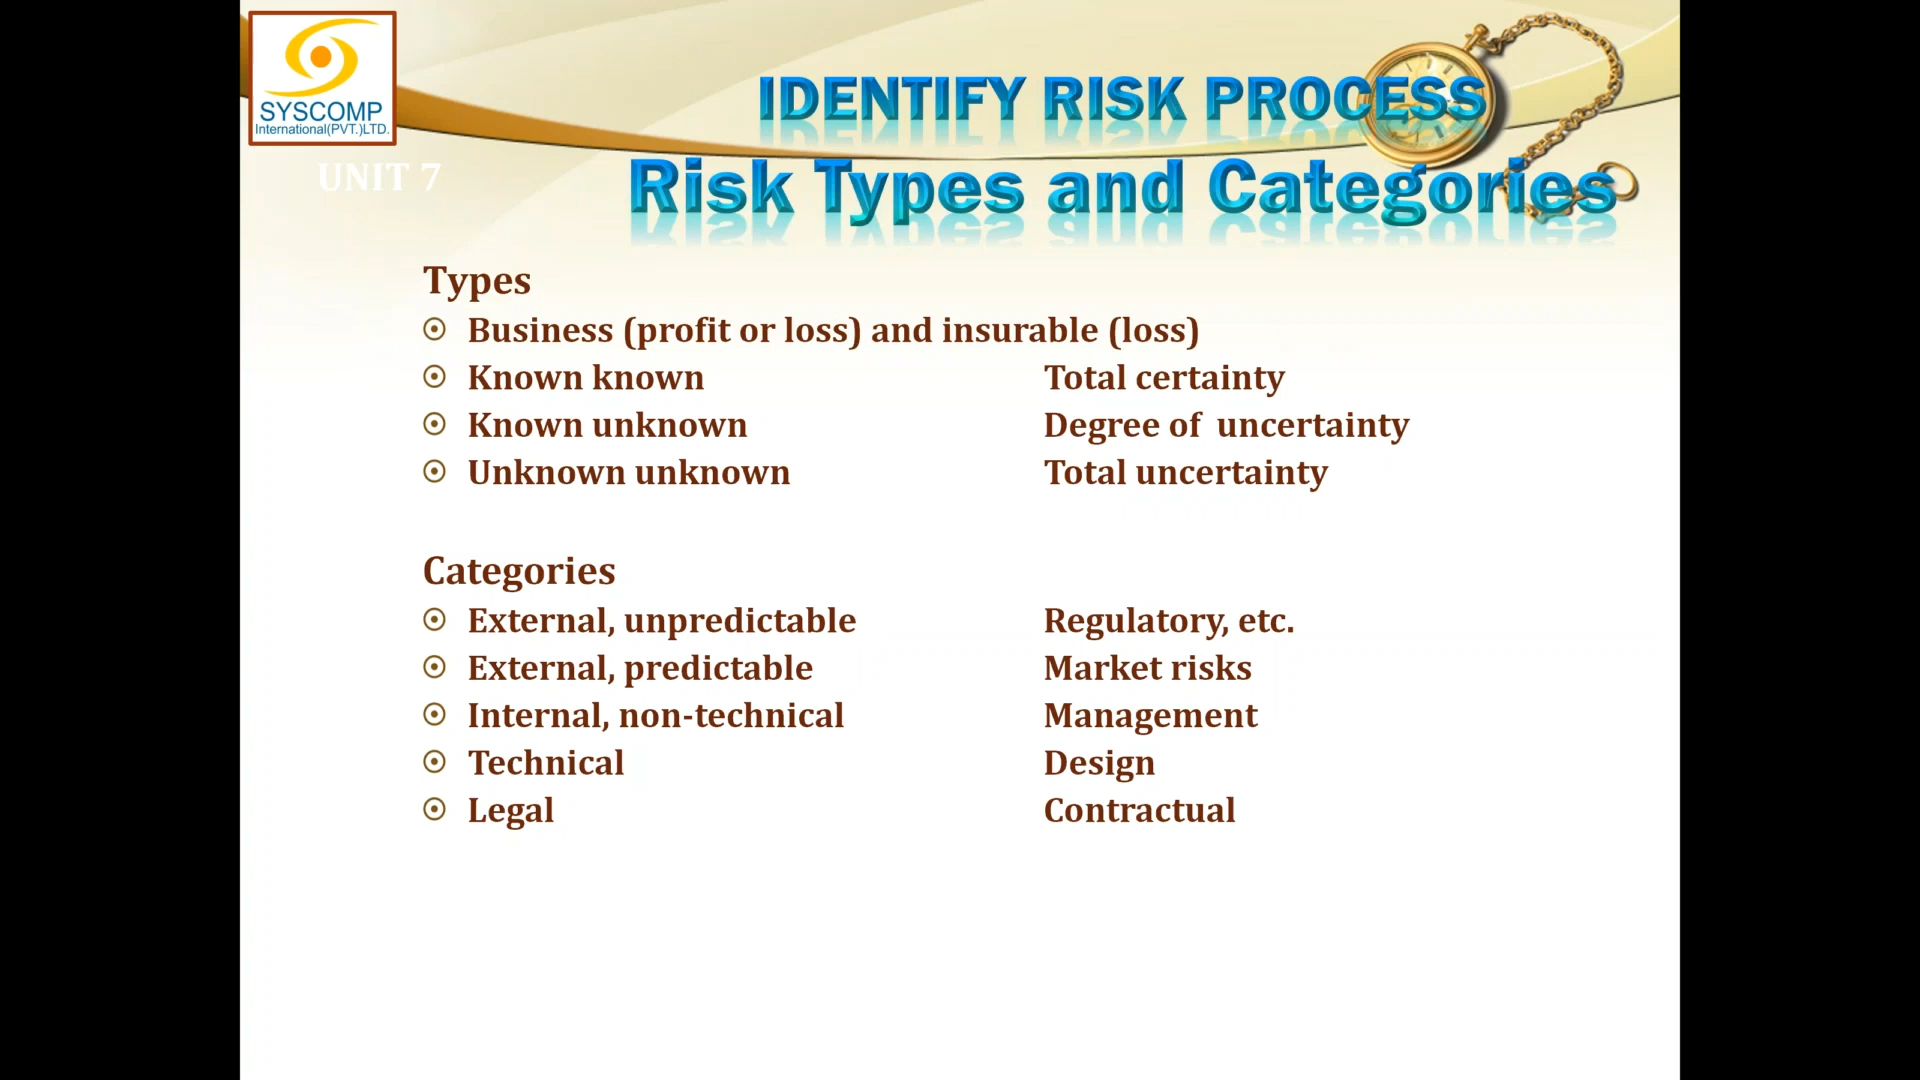 SYSCOMP
International(PVT.)LTD.
UNIT 7
IDENTIFY RISK PROCESS
Risk Types and Categories
Types
Business (profit or loss) and insurable (loss)
Known known Total certainty
Known unknown Degree of uncertainty
Unknown unknown Total uncertainty
Categories
External, unpredictable Regulatory, etc.
External, predictable Market risks
Internal, non-technical Management
Technical Design
Legal Contractual